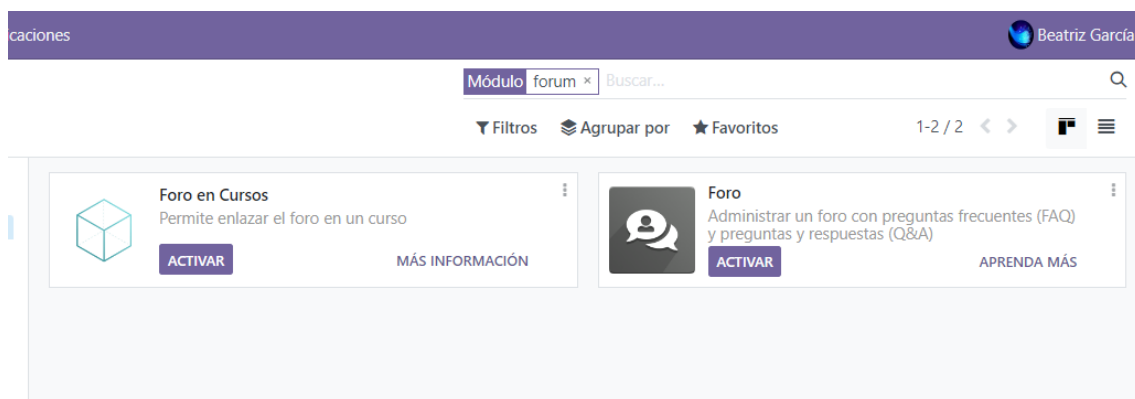 caciones
Beatriz García
Módulo forum × Buscar...
Filtros Agrupar por Favoritos 1-2 / 2
Foro en Cursos
Permite enlazar el foro en un curso
ACTIVAR MÁS INFORMACIÓN
Foro
Administrar un foro con preguntas frecuentes (FAQ)
y preguntas y respuestas (Q&A)
ACTIVAR APRENDA MÁS